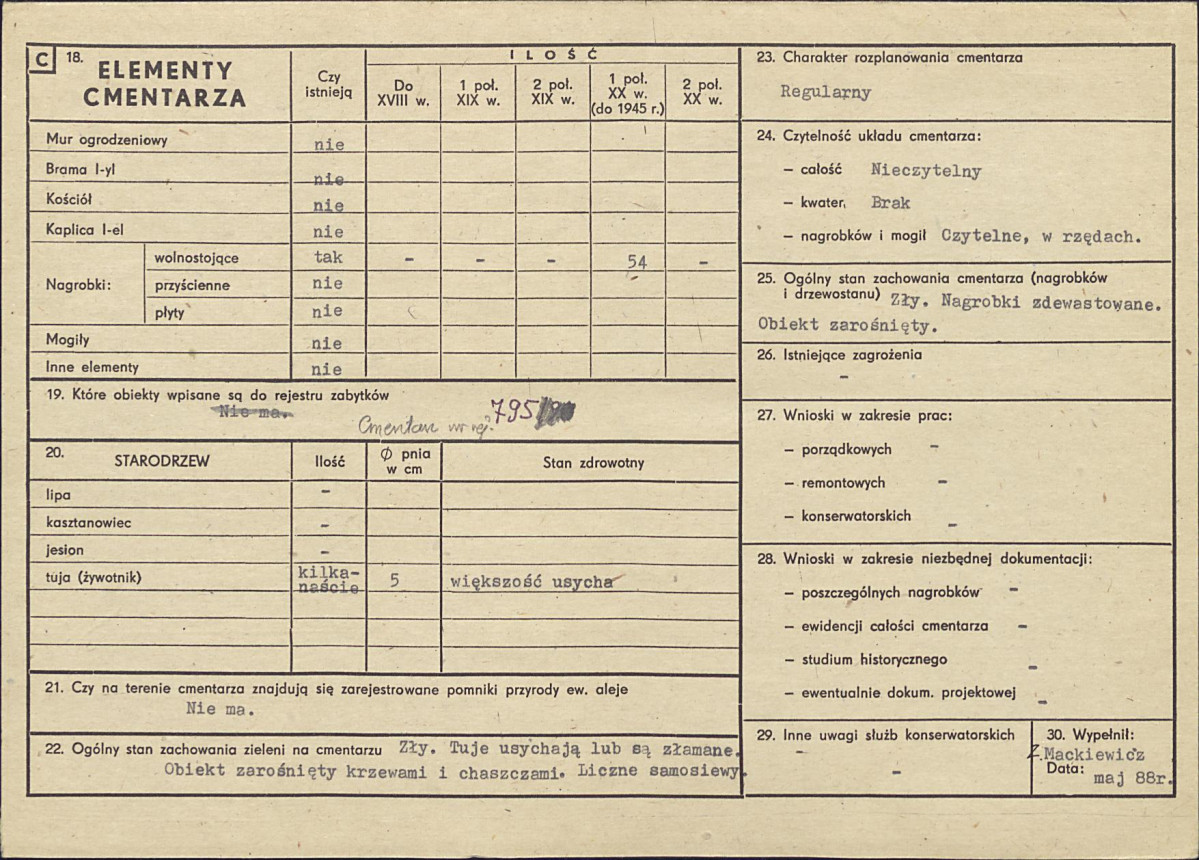 C 18. ELEMENTY CMENTARZA
Czy istnieją
ILOŚĆ
Do XVIII w.
1 poł. XIX w.
2 poł. XIX w.
1 poł. XX w. (do 1945 r.)
2 poł. XX w.
Mur ogrodzeniowy nie
Brama I-yl nie
Kościół nie
Kaplica I-el nie
Nagrobki:
wolnostojące tak - - - 54 -
przyścienne nie
płyty nie
Mogiły nie
Inne elementy nie
19. Które obiekty wpisane są do rejestru zabytków
Nie ma.
Cmentarz nr rej. 795
20. STARODRZEW Ilość Ø pnia w cm Stan zdrowotny
lipa -
kasztanowiec -
jesion -
tuja (żywotnik) kilka-naście 5 większość usycha
21. Czy na terenie cmentarza znajdują się zarejestrowane pomniki przyrody ew. aleje
Nie ma.
22. Ogólny stan zachowania zieleni na cmentarzu Zły. Tuje usychają lub są złamane.
Obiekt zarośnięty krzewami i chaszczami. Liczne samosiewy.
23. Charakter rozplanowania cmentarza
Regularny
24. Czytelność układu cmentarza:
– całość Nieczytelny
– kwater, Brak
– nagrobków i mogił Czytelne, w rzędach.
25. Ogólny stan zachowania cmentarza (nagrobków
i drzewostanu) Zły. Nagrobki zdewastowane.
Obiekt zarośnięty.
26. Istniejące zagrożenia
-
27. Wnioski w zakresie prac:
– porządkowych -
– remontowych -
– konserwatorskich -
28. Wnioski w zakresie niezbędnej dokumentacji:
– poszczególnych nagrobków -
– ewidencji całości cmentarza -
– studium historycznego -
– ewentualnie dokum. projektowej -
29. Inne uwagi służb konserwatorskich
-
30. Wypełnił:
Z.Mackiewicz
Data: maj 88r.